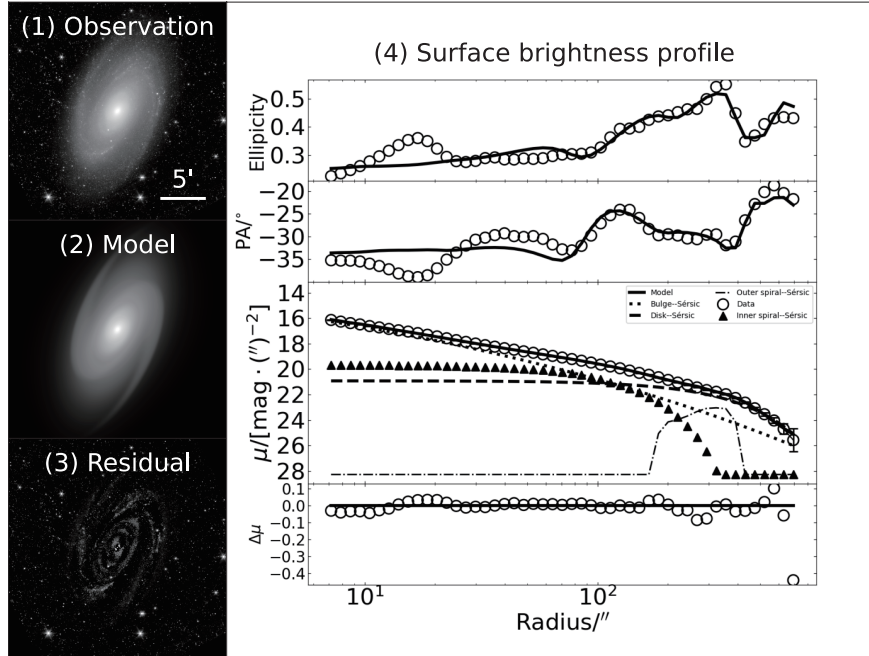 (1) Observation
5'
(2) Model
(3) Residual
(4) Surface brightness profile
Ellipicity
0.5
0.4
0.3
PA/°
−20
−25
−30
−35
μ/[mag · (″)⁻²]
14
16
18
20
22
24
26
28
Model
Bulge--Sérsic
Disk--Sérsic
Outer spiral--Sérsic
Data
Inner spiral--Sérsic
Δμ
0.1
0.0
−0.1
−0.2
−0.3
−0.4
10¹
10²
Radius/″